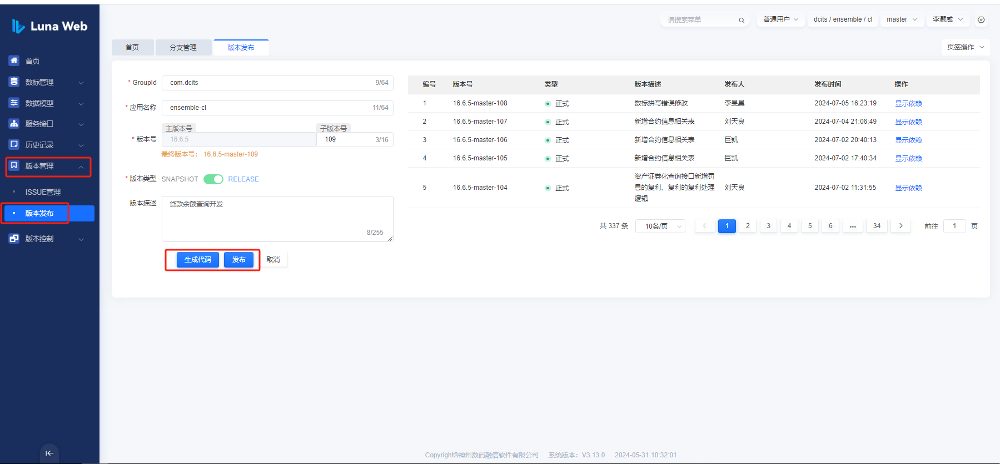 Luna Web
请搜索菜单
普通用户
dcits / ensemble / cl
master
李灏威
首页
分支管理
版本发布
页签操作
首页
数标管理
数据模型
服务接口
历史记录
版本管理
ISSUE管理
版本发布
版本控制
* GroupId
com.dcits
9/64
* 应用名称
ensemble-cl
11/64
主版本号
子版本号
* 版本号
16.6.5
109
3/16
最终版本号： 16.6.5-master-109
* 版本类型
SNAPSHOT
RELEASE
版本描述
贷款余额查询开发
8/255
生成代码
发布
取消
编号 版本号 类型 版本描述 发布人 发布时间 操作
1 16.6.5-master-108 正式 数标拼写错误修改 李旻昊 2024-07-05 16:23:19 显示依赖
2 16.6.5-master-107 正式 新增合约信息相关表 刘天良 2024-07-04 21:06:49 显示依赖
3 16.6.5-master-106 正式 新增合约信息相关表 巨凯 2024-07-02 20:40:13 显示依赖
4 16.6.5-master-105 正式 新增合约信息相关表 巨凯 2024-07-02 17:40:34 显示依赖
资产证券化查询接口新增罚
5 16.6.5-master-104 正式 息的复利、复利的复利处理 刘天良 2024-07-02 11:31:55 显示依赖
逻辑
共 337 条 10条/页 1 2 3 4 5 6 ... 34 前往 1 页
Copyright©神州数码融信软件有限公司 系统版本：V3.13.0 2024-05-31 10:32:01